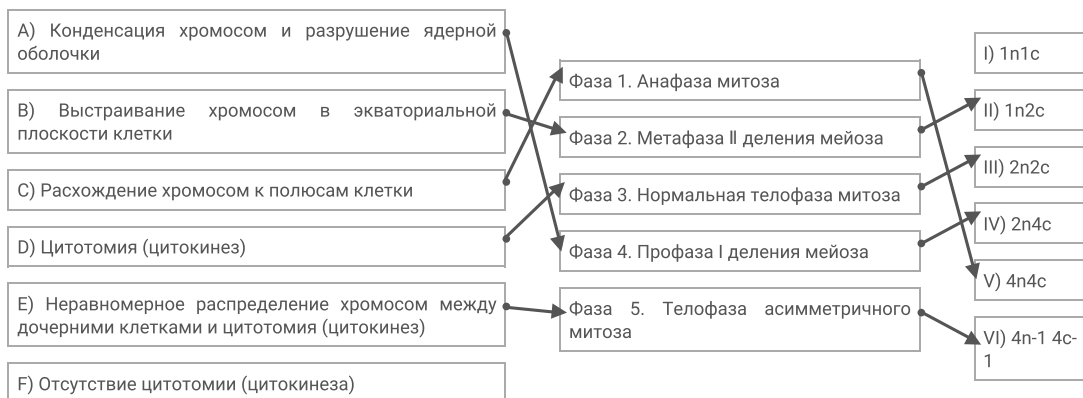 A) Конденсация хромосом и разрушение ядерной
оболочки
B) Выстраивание хромосом в экваториальной
плоскости клетки
C) Расхождение хромосом к полюсам клетки
D) Цитотомия (цитокинез)
E) Неравномерное распределение хромосом между
дочерними клетками и цитотомия (цитокинез)
F) Отсутствие цитотомии (цитокинеза)
Фаза 1. Анафаза митоза
Фаза 2. Метафаза II деления мейоза
Фаза 3. Нормальная телофаза митоза
Фаза 4. Профаза I деления мейоза
Фаза 5. Телофаза асимметричного
митоза
I) 1n1c
II) 1n2c
III) 2n2c
IV) 2n4c
V) 4n4c
VI) 4n-1 4c-
1